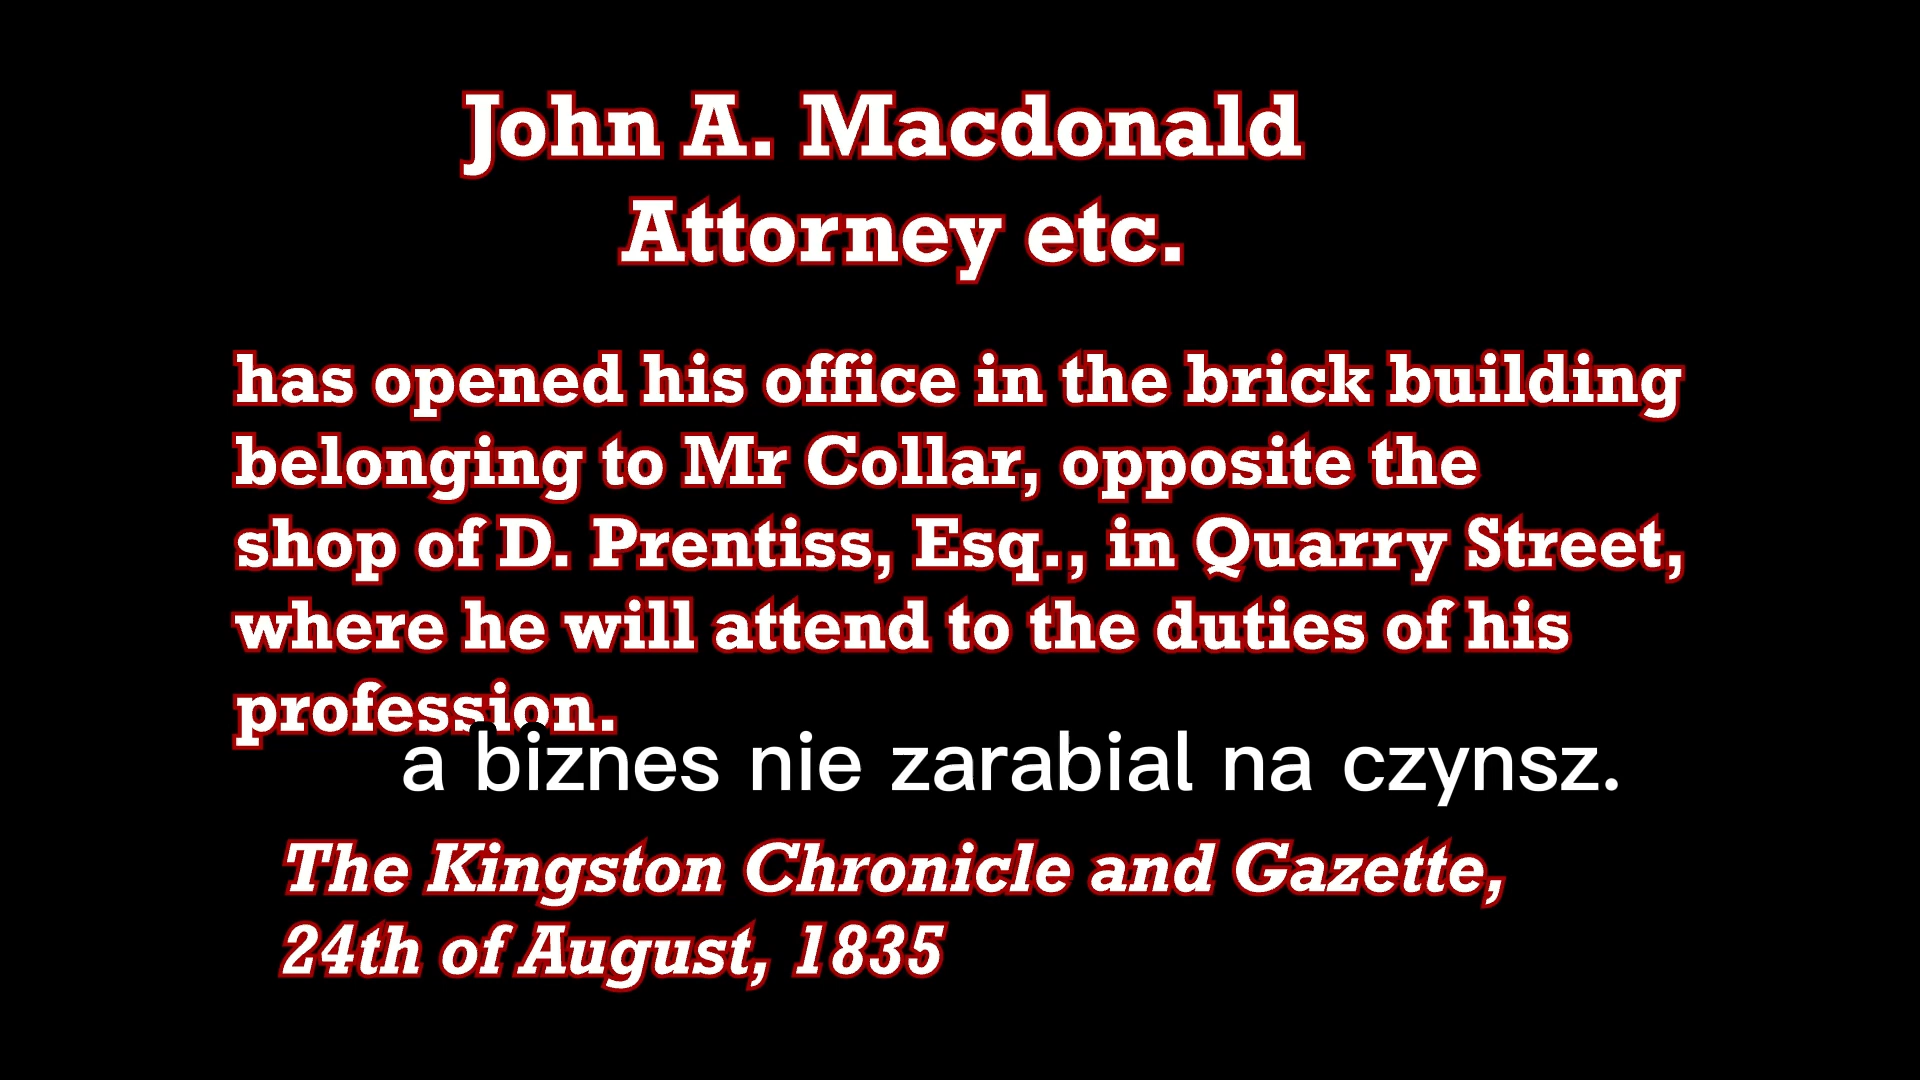 John A. Macdonald
Attorney etc.
has opened his office in the brick building
belonging to Mr Collar, opposite the
shop of D. Prentiss, Esq., in Quarry Street,
where he will attend to the duties of his
profession.
a biznes nie zarabial na czynsz.
The Kingston Chronicle and Gazette,
24th of August, 1835